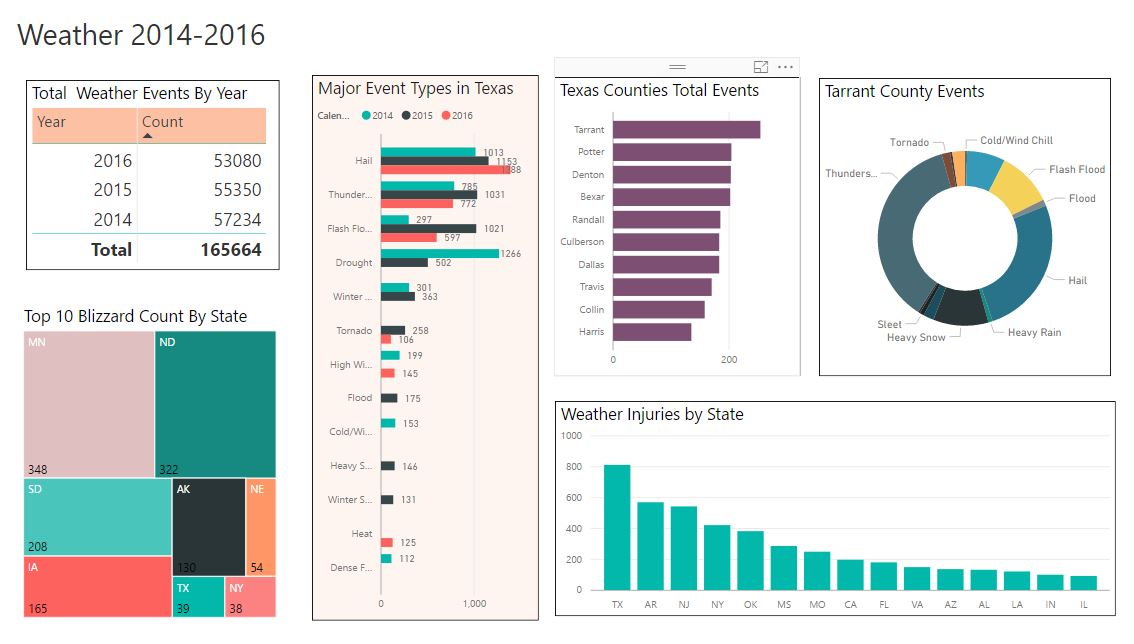 Weather 2014-2016
Total Weather Events By Year
Year Count
2016 53080
2015 55350
2014 57234
Total 165664
Top 10 Blizzard Count By State
MN
348
ND
322
SD
208
AK
130
NE
54
IA
165
TX
39
NY
38
Major Event Types in Texas
Calen... 2014 2015 2016
Hail 1013 1153 1388
Thunder... 785 1031 772
Flash Flo... 297 1021 597
Drought 1266 502
Winter ... 301 363
Tornado 258 106
High Wi... 199 145
Flood 175
Cold/Wi... 153
Heavy S... 146
Winter S... 131
Heat 125
Dense F... 112
0 1,000
Texas Counties Total Events
Tarrant
Potter
Denton
Bexar
Randall
Culberson
Dallas
Travis
Collin
Harris
0 200
Tarrant County Events
Tornado
Cold/Wind Chill
Thunders...
Flash Flood
Flood
Hail
Sleet
Heavy Snow
Heavy Rain
Weather Injuries by State
1000
800
600
400
200
0
TX AR NJ NY OK MS MO CA FL VA AZ AL LA IN IL